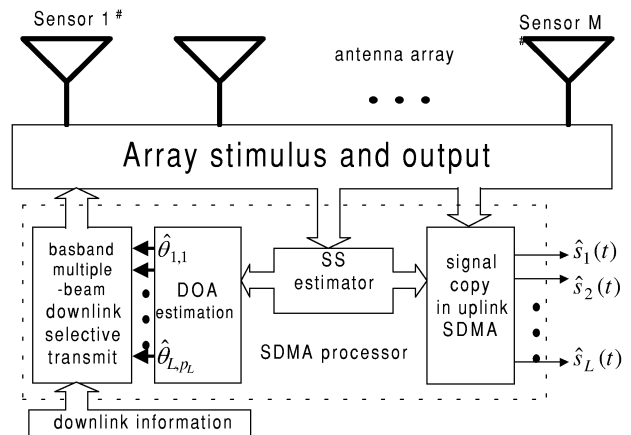 Sensor 1 #
Sensor M
#
antenna array
Array stimulus and output
basband
multiple
-beam
downlink
selective
transmit
θ̂1,1
DOA
estimation
θ̂L,pL
SS
estimator
SDMA processor
signal
copy
in uplink
SDMA
ŝ1(t)
ŝ2(t)
ŝL(t)
downlink information